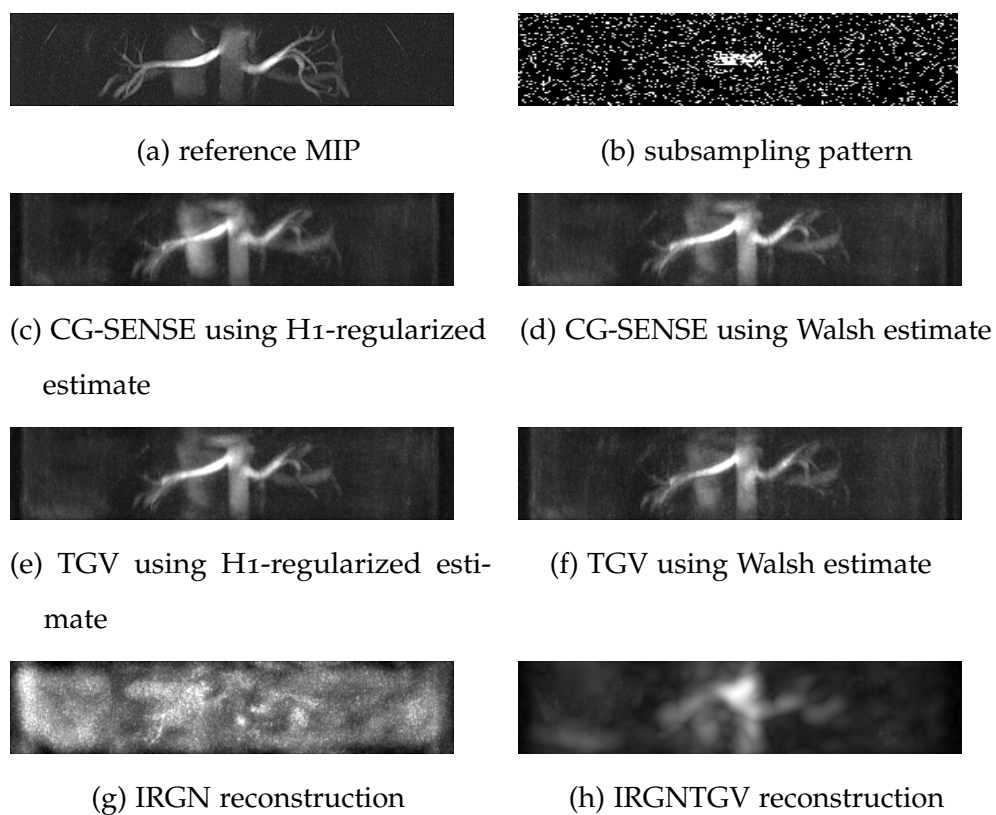 (a) reference MIP
(b) subsampling pattern
(c) CG-SENSE using H1-regularized
estimate
(d) CG-SENSE using Walsh estimate
(e) TGV using H1-regularized esti-
mate
(f) TGV using Walsh estimate
(g) IRGN reconstruction
(h) IRGNTGV reconstruction